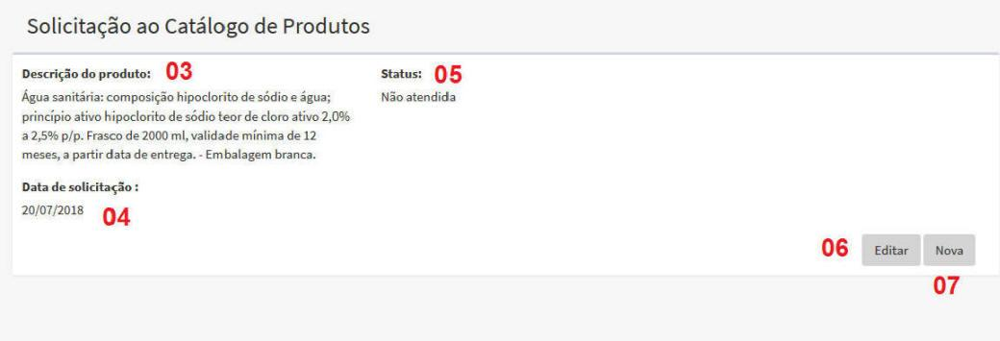 Solicitação ao Catálogo de Produtos
Descrição do produto: 03
Água sanitária: composição hipoclorito de sódio e água;
princípio ativo hipoclorito de sódio teor de cloro ativo 2,0%
a 2,5% p/p. Frasco de 2000 ml, validade mínima de 12
meses, a partir data de entrega. - Embalagem branca.
Status: 05
Não atendida
Data de solicitação :
20/07/2018 04
06 Editar Nova
07